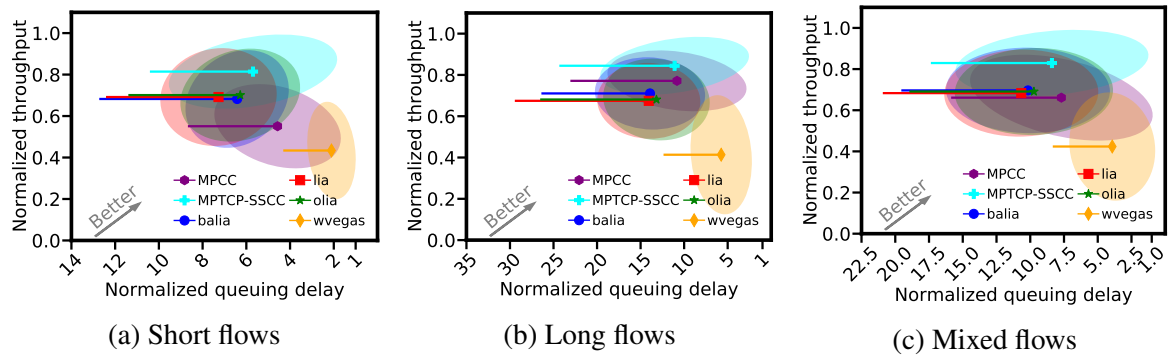 Normalized throughput
1.0
0.8
0.6
0.4
0.2
0.0
Better
MPCC
MPTCP-SSCC
balia
lia
olia
wvegas
14
12
10
8
6
4
2
1
Normalized queuing delay
(a) Short flows
Normalized throughput
1.0
0.8
0.6
0.4
0.2
0.0
Better
MPCC
MPTCP-SSCC
balia
lia
olia
wvegas
35
30
25
20
15
10
5
1
Normalized queuing delay
(b) Long flows
Normalized throughput
1.0
0.8
0.6
0.4
0.2
0.0
Better
MPCC
MPTCP-SSCC
balia
lia
olia
wvegas
22.5
20.0
17.5
15.0
12.5
10.0
7.5
5.0
2.5
1.0
Normalized queuing delay
(c) Mixed flows